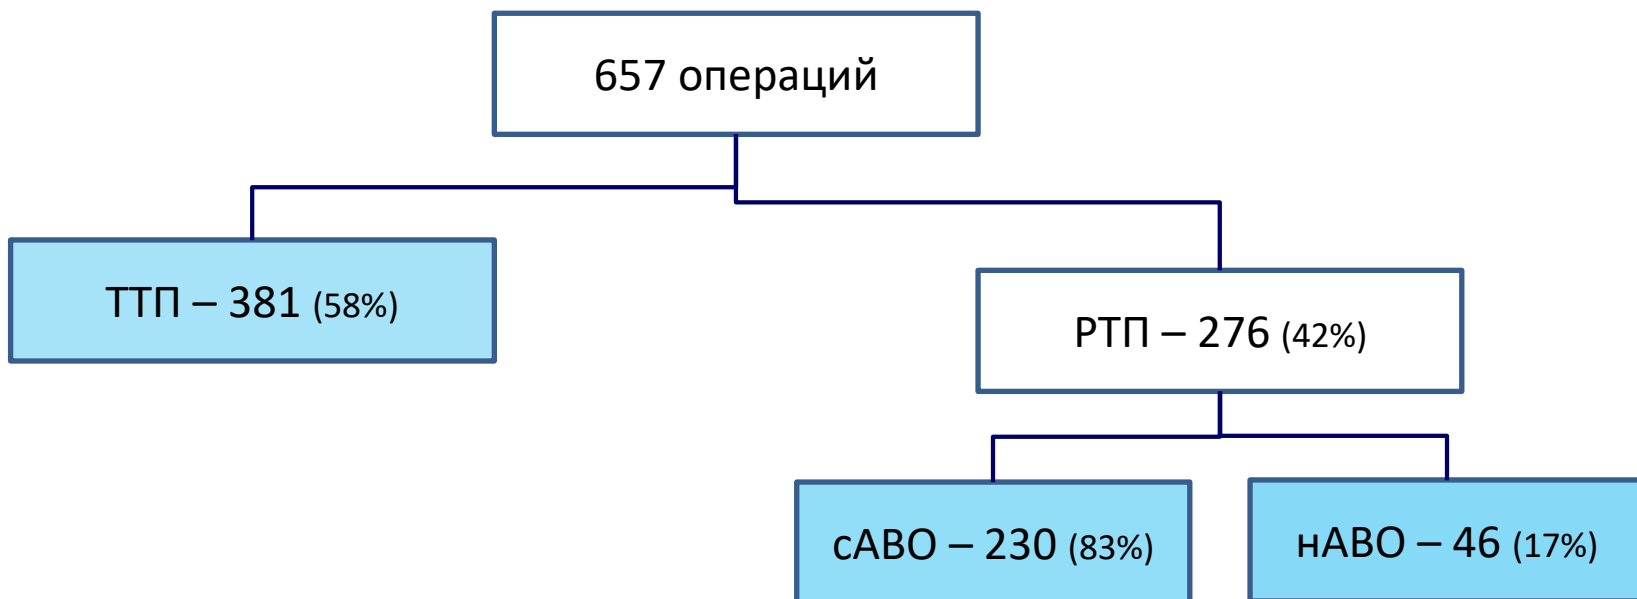 657 операций
ТТП – 381 (58%)
РТП – 276 (42%)
сАВО – 230 (83%)
нАВО – 46 (17%)